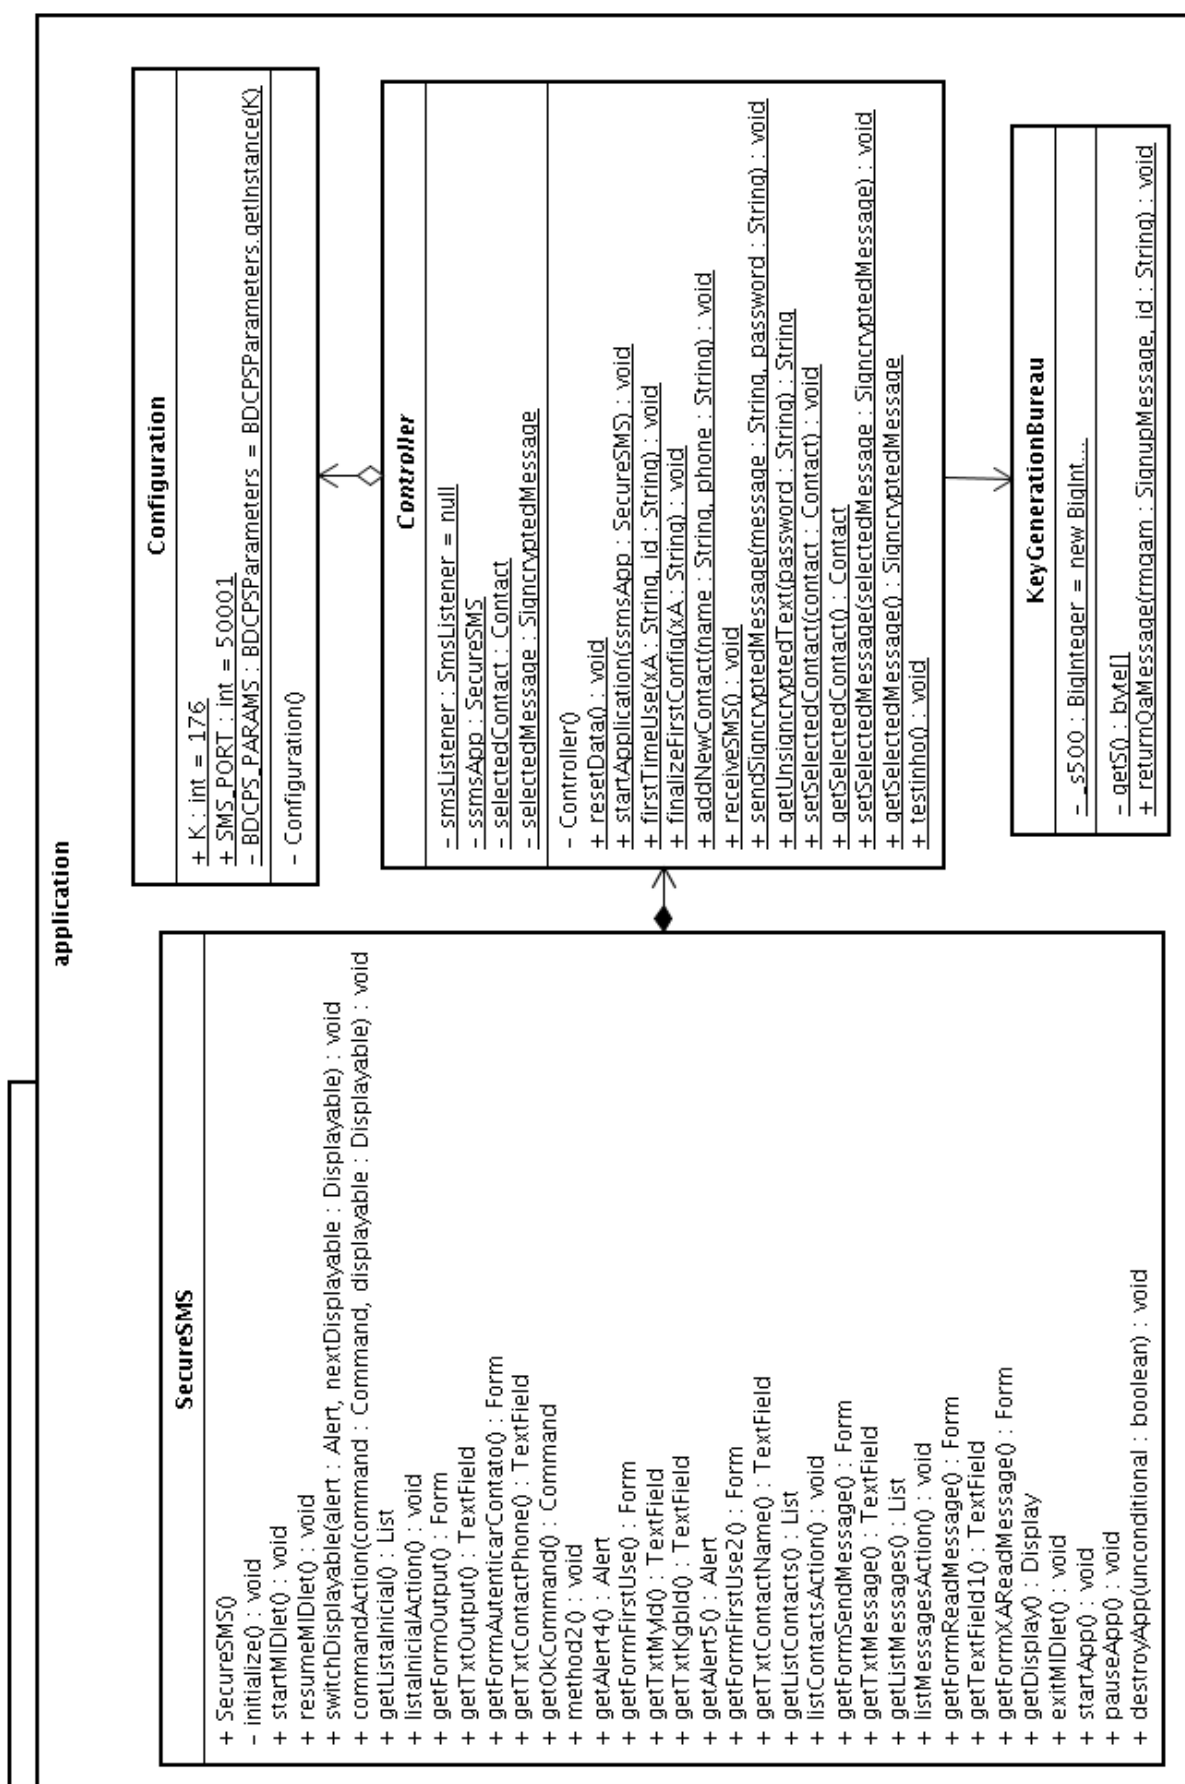 application
SecureSMS
+ SecureSMS()
- initialize() : void
+ startMIDlet() : void
+ resumeMIDlet() : void
+ switchDisplayable(alert : Alert, nextDisplayable : Displayable) : void
+ commandAction(command : Command, displayable : Displayable) : void
+ getListaInicial() : List
+ listaInicialAction() : void
+ getFormOutput() : Form
+ getTxtOutput() : TextField
+ getFormAutenticarContato() : Form
+ getTxtContactPhone() : TextField
+ getOkCommand() : Command
+ method2() : void
+ getAlert4() : Alert
+ getFormFirstUse() : Form
+ getTxtMyId() : TextField
+ getTxtKgbId() : TextField
+ getAlert5() : Alert
+ getFormFirstUse2() : Form
+ getTxtContactName() : TextField
+ getListContacts() : List
+ listContactsAction() : void
+ getFormSendMessage() : Form
+ getTxtMessage() : TextField
+ getListMessages() : List
+ listMessagesAction() : void
+ getFormReadMessage() : Form
+ getTextField1() : TextField
+ getFormXAReadMessage() : Form
+ getDisplay() : Display
+ exitMIDlet() : void
+ startApp() : void
+ pauseApp() : void
+ destroyApp(unconditional : boolean) : void
Configuration
+ K : int = 176
+ SMS_PORT : int = 50001
- BDCPS_PARAMS : BDCPSParameters = BDCPSParameters.getInstance(K)
- Configuration()
Controller
- smsListener : SmsListener = null
- ssmsApp : SecureSMS
- selectedContact : Contact
- selectedMessage : SigncryptedMessage
- Controller()
+ resetData() : void
+ startApplication(ssmsApp : SecureSMS) : void
+ firstTimeUse(xA : String, id : String) : void
+ finalizeFirstConfig(xA : String) : void
+ addNewContact(name : String, phone : String) : void
+ receiveSMS() : void
+ sendSigncryptedMessage(message : String, password : String) : void
+ getUnsigncryptedText(password : String) : String
+ setSelectedContact(contact : Contact) : void
+ getSelectedContact() : Contact
+ setSelectedMessage(selectedMessage : SigncryptedMessage) : void
+ getSelectedMessage() : SigncryptedMessage
+ testinho() : void
KeyGenerationBureau
- _s500 : BigInteger = new BigInt...
- getS() : byte[]
+ returnQaMessage(rmqam : SignupMessage, id : String) : void